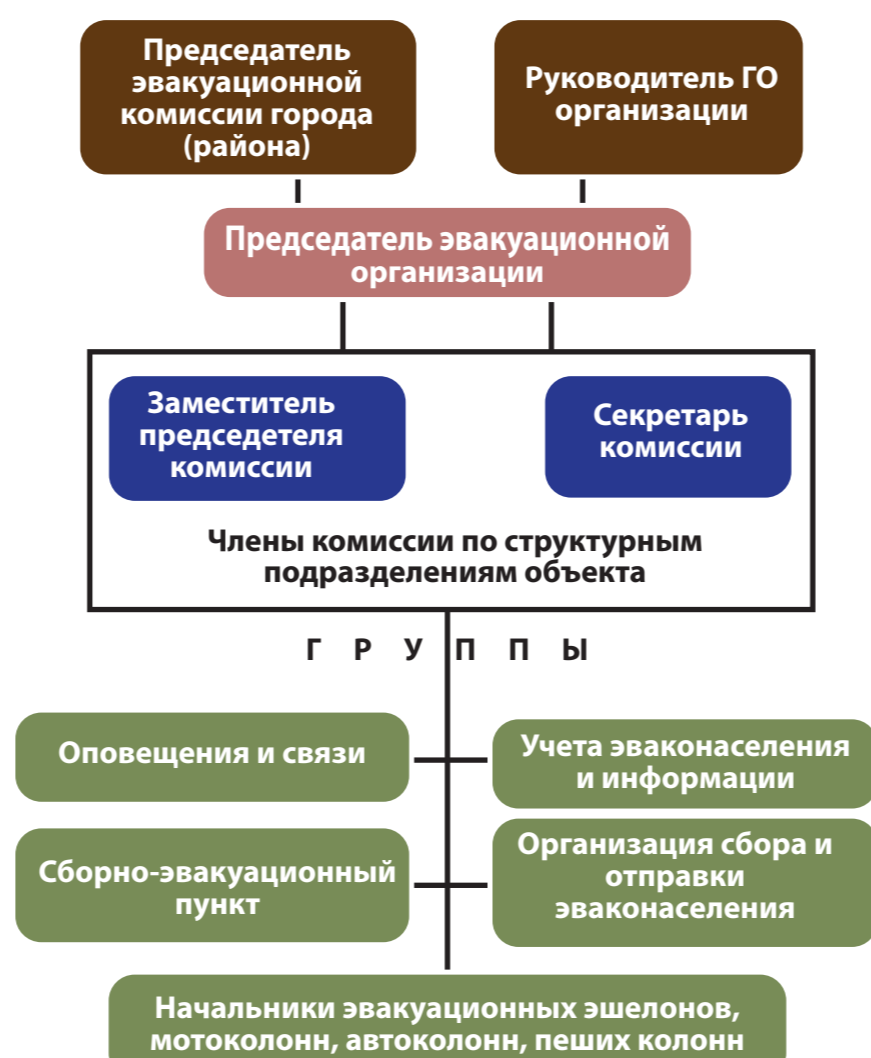 Председатель
эвакуационной
комиссии города
(района)
Руководитель ГО
организации
Председатель эвакуационной
организации
Заместитель
председетеля
комиссии
Секретарь
комиссии
Члены комиссии по структурным
подразделениям объекта
Г Р У П П Ы
Оповещения и связи
Учета эваконаселения
и информации
Сборно-эвакуационный
пункт
Организация сбора и
отправки
эваконаселения
Начальники эвакуационных эшелонов,
мотоколонн, автоколонн, пеших колонн